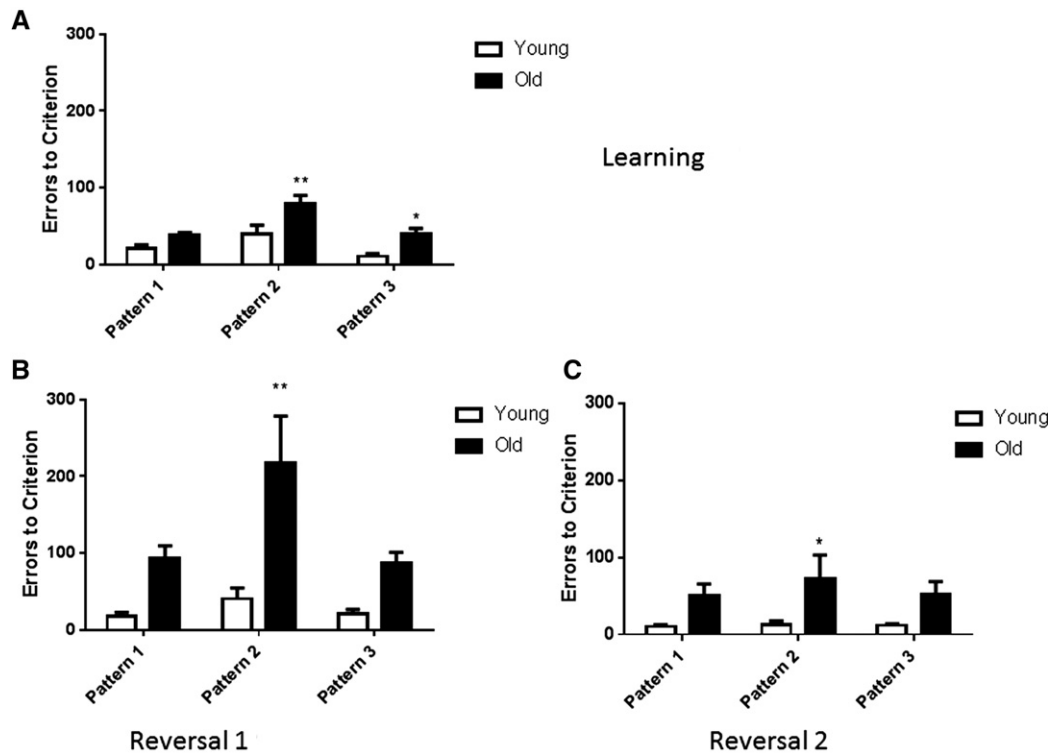 A
Errors to Criterion
300
200
100
0
**
*
Pattern 1
Pattern 2
Pattern 3
Young
Old
Learning
B
Errors to Criterion
300
200
100
0
**
Pattern 1
Pattern 2
Pattern 3
Young
Old
Reversal 1
C
Errors to Criterion
300
200
100
0
*
Pattern 1
Pattern 2
Pattern 3
Young
Old
Reversal 2